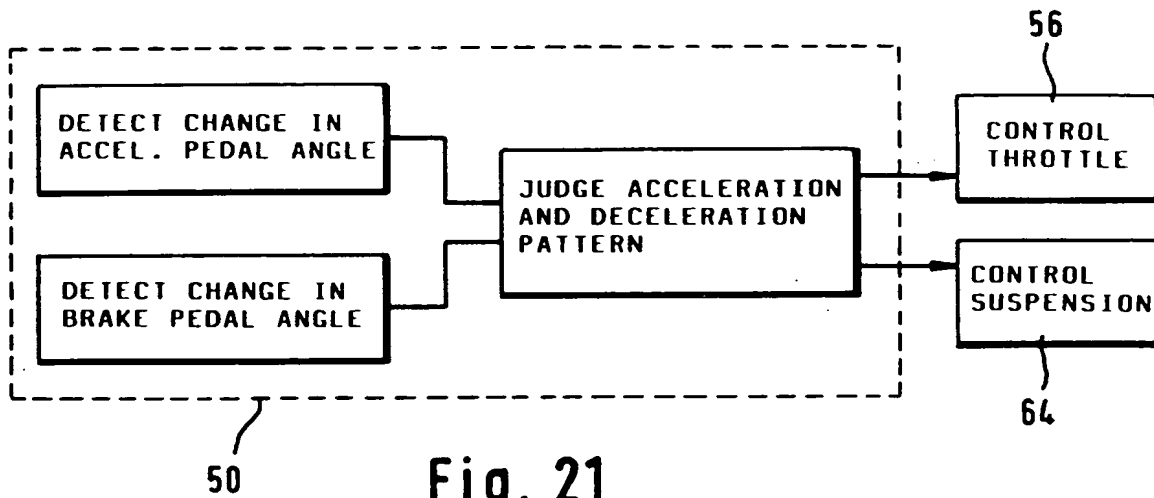 56
DETECT CHANGE IN
ACCEL. PEDAL ANGLE
CONTROL
THROTTLE
JUDGE ACCELERATION
AND DECELERATION
PATTERN
DETECT CHANGE IN
BRAKE PEDAL ANGLE
CONTROL
SUSPENSION
64
50
Fig. 21